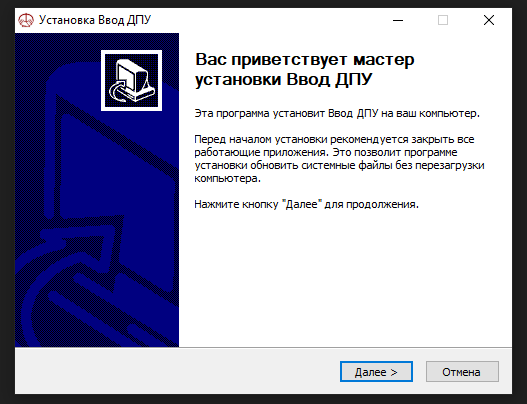 Установка Ввод ДПУ
Вас приветствует мастер
установки Ввод ДПУ
Эта программа установит Ввод ДПУ на ваш компьютер.
Перед началом установки рекомендуется закрыть все
работающие приложения. Это позволит программе
установки обновить системные файлы без перезагрузки
компьютера.
Нажмите кнопку "Далее" для продолжения.
Далее >
Отмена